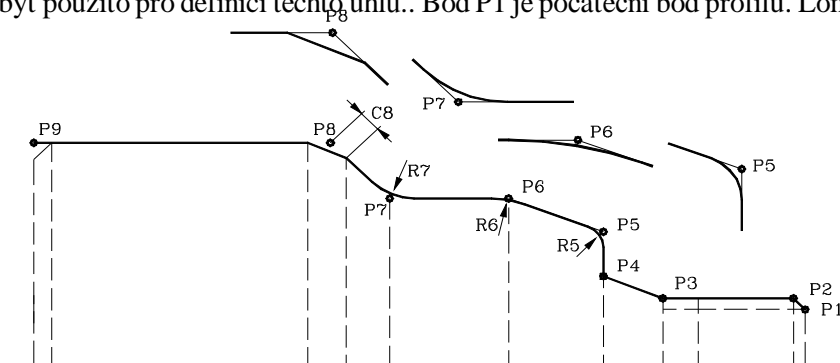 být použito pro definici těchto úhlů.. Bod P1 je počáteční bod profilu.
P8
P7
P6
P5
P9
P8
C8
R7
P7
P6
R6
P5
R5
P4
P3
P2
P1